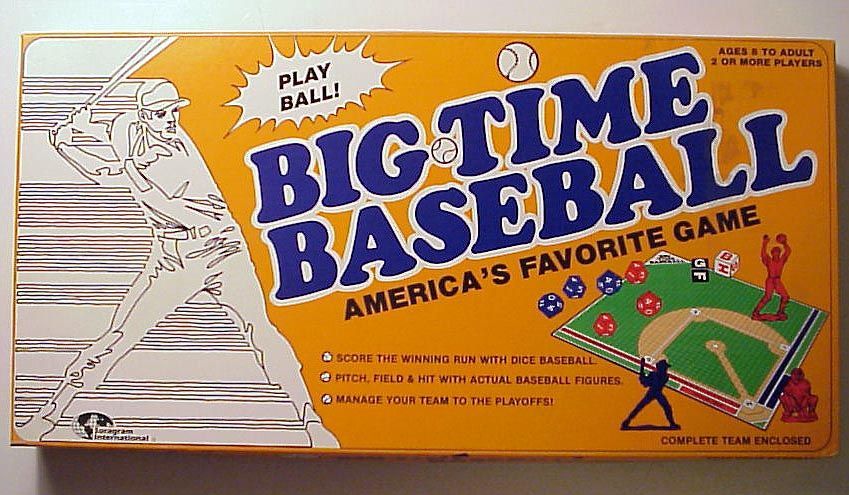 PLAY
BALL!
AGES 8 TO ADULT
2 OR MORE PLAYERS
BIG-TIME
BASEBALL
AMERICA'S FAVORITE GAME
SCORE THE WINNING RUN WITH DICE BASEBALL.
PITCH, FIELD & HIT WITH ACTUAL BASEBALL FIGURES.
MANAGE YOUR TEAM TO THE PLAYOFFS!
loragram
International
COMPLETE TEAM ENCLOSED